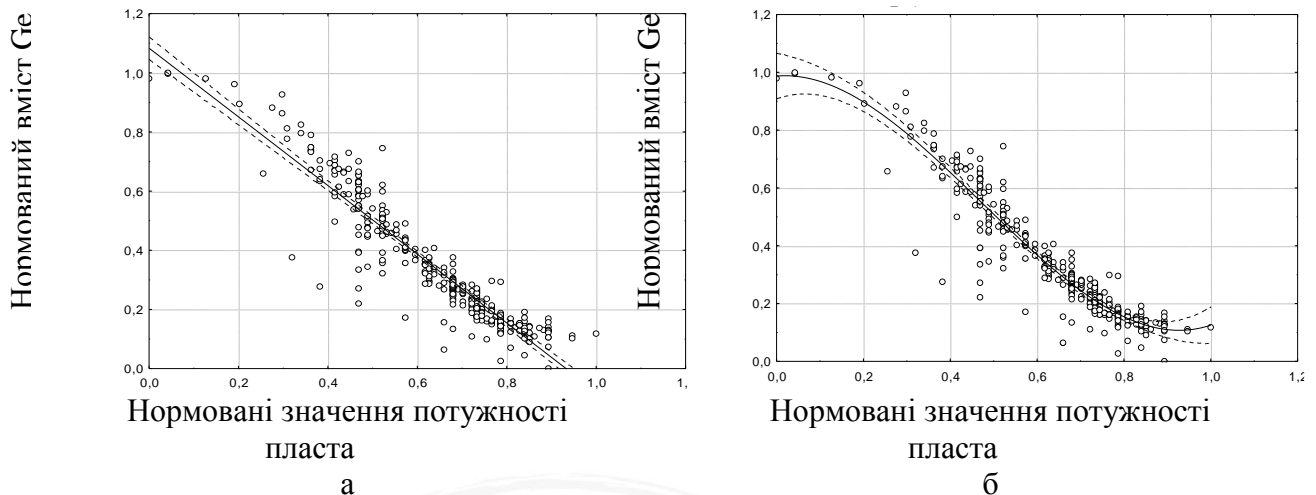 Нормований вміст Ge
1,2
1,0
0,8
0,6
0,4
0,2
0,0
0,0 0,2 0,4 0,6 0,8 1,0 1,
Нормовані значення потужності
пласта
а
Нормований вміст Ge
1,2
1,0
0,8
0,6
0,4
0,2
0,0
0,0 0,2 0,4 0,6 0,8 1,0 1,2
Нормовані значення потужності
пласта
б